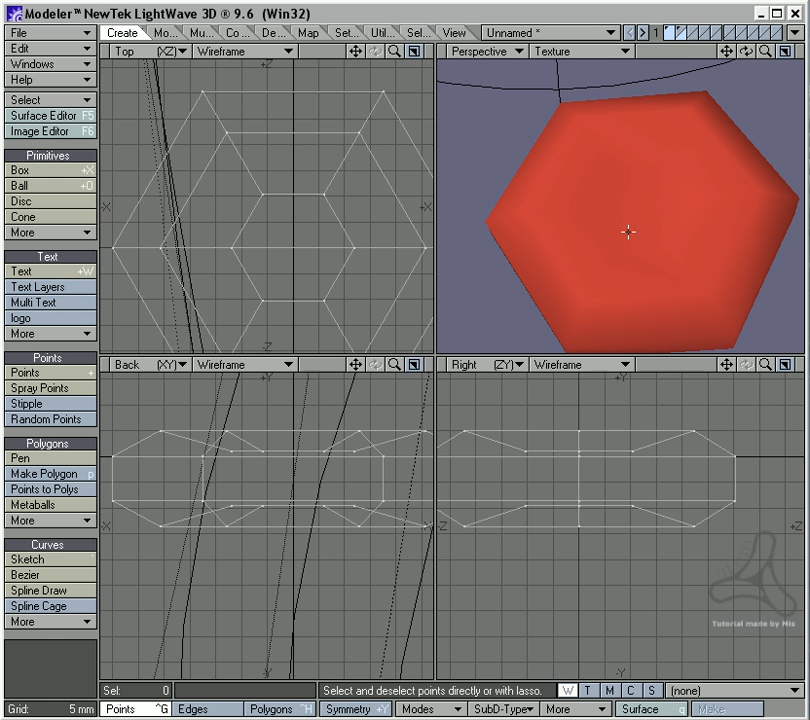 Modeler™ NewTek LightWave 3D ® 9.6 (Win32)
File
Edit
Windows
Help
Select
Surface Editor F5
Image Editor F6
Primitives
Box +X
Ball +O
Disc
Cone
More
Text
Text +W
Text Layers
Multi Text
logo
More
Points
Points +
Spray Points
Stipple
Random Points
Polygons
Pen
Make Polygon p
Points to Polys
Metaballs
More
Curves
Sketch
Bezier
Spline Draw
Spline Cage
More
Grid: 5 mm
Create Mo... Mu... Co ... De ... Map Set... Util... Sel... View Unnamed * 1
Top (XZ) Wireframe
+Z
-X
+X
-Z
Perspective Texture
Back (XY) Wireframe
+Y
-X
-Y
Right (ZY) Wireframe
+Y
-Z
+Z
-Y
Tutorial made by Mis
Sel: 0 Select and deselect points directly or with lasso. W T M C S (none)
Points ^G Edges Polygons ^H Symmetry +Y Modes SubD-Type More Surface q Make